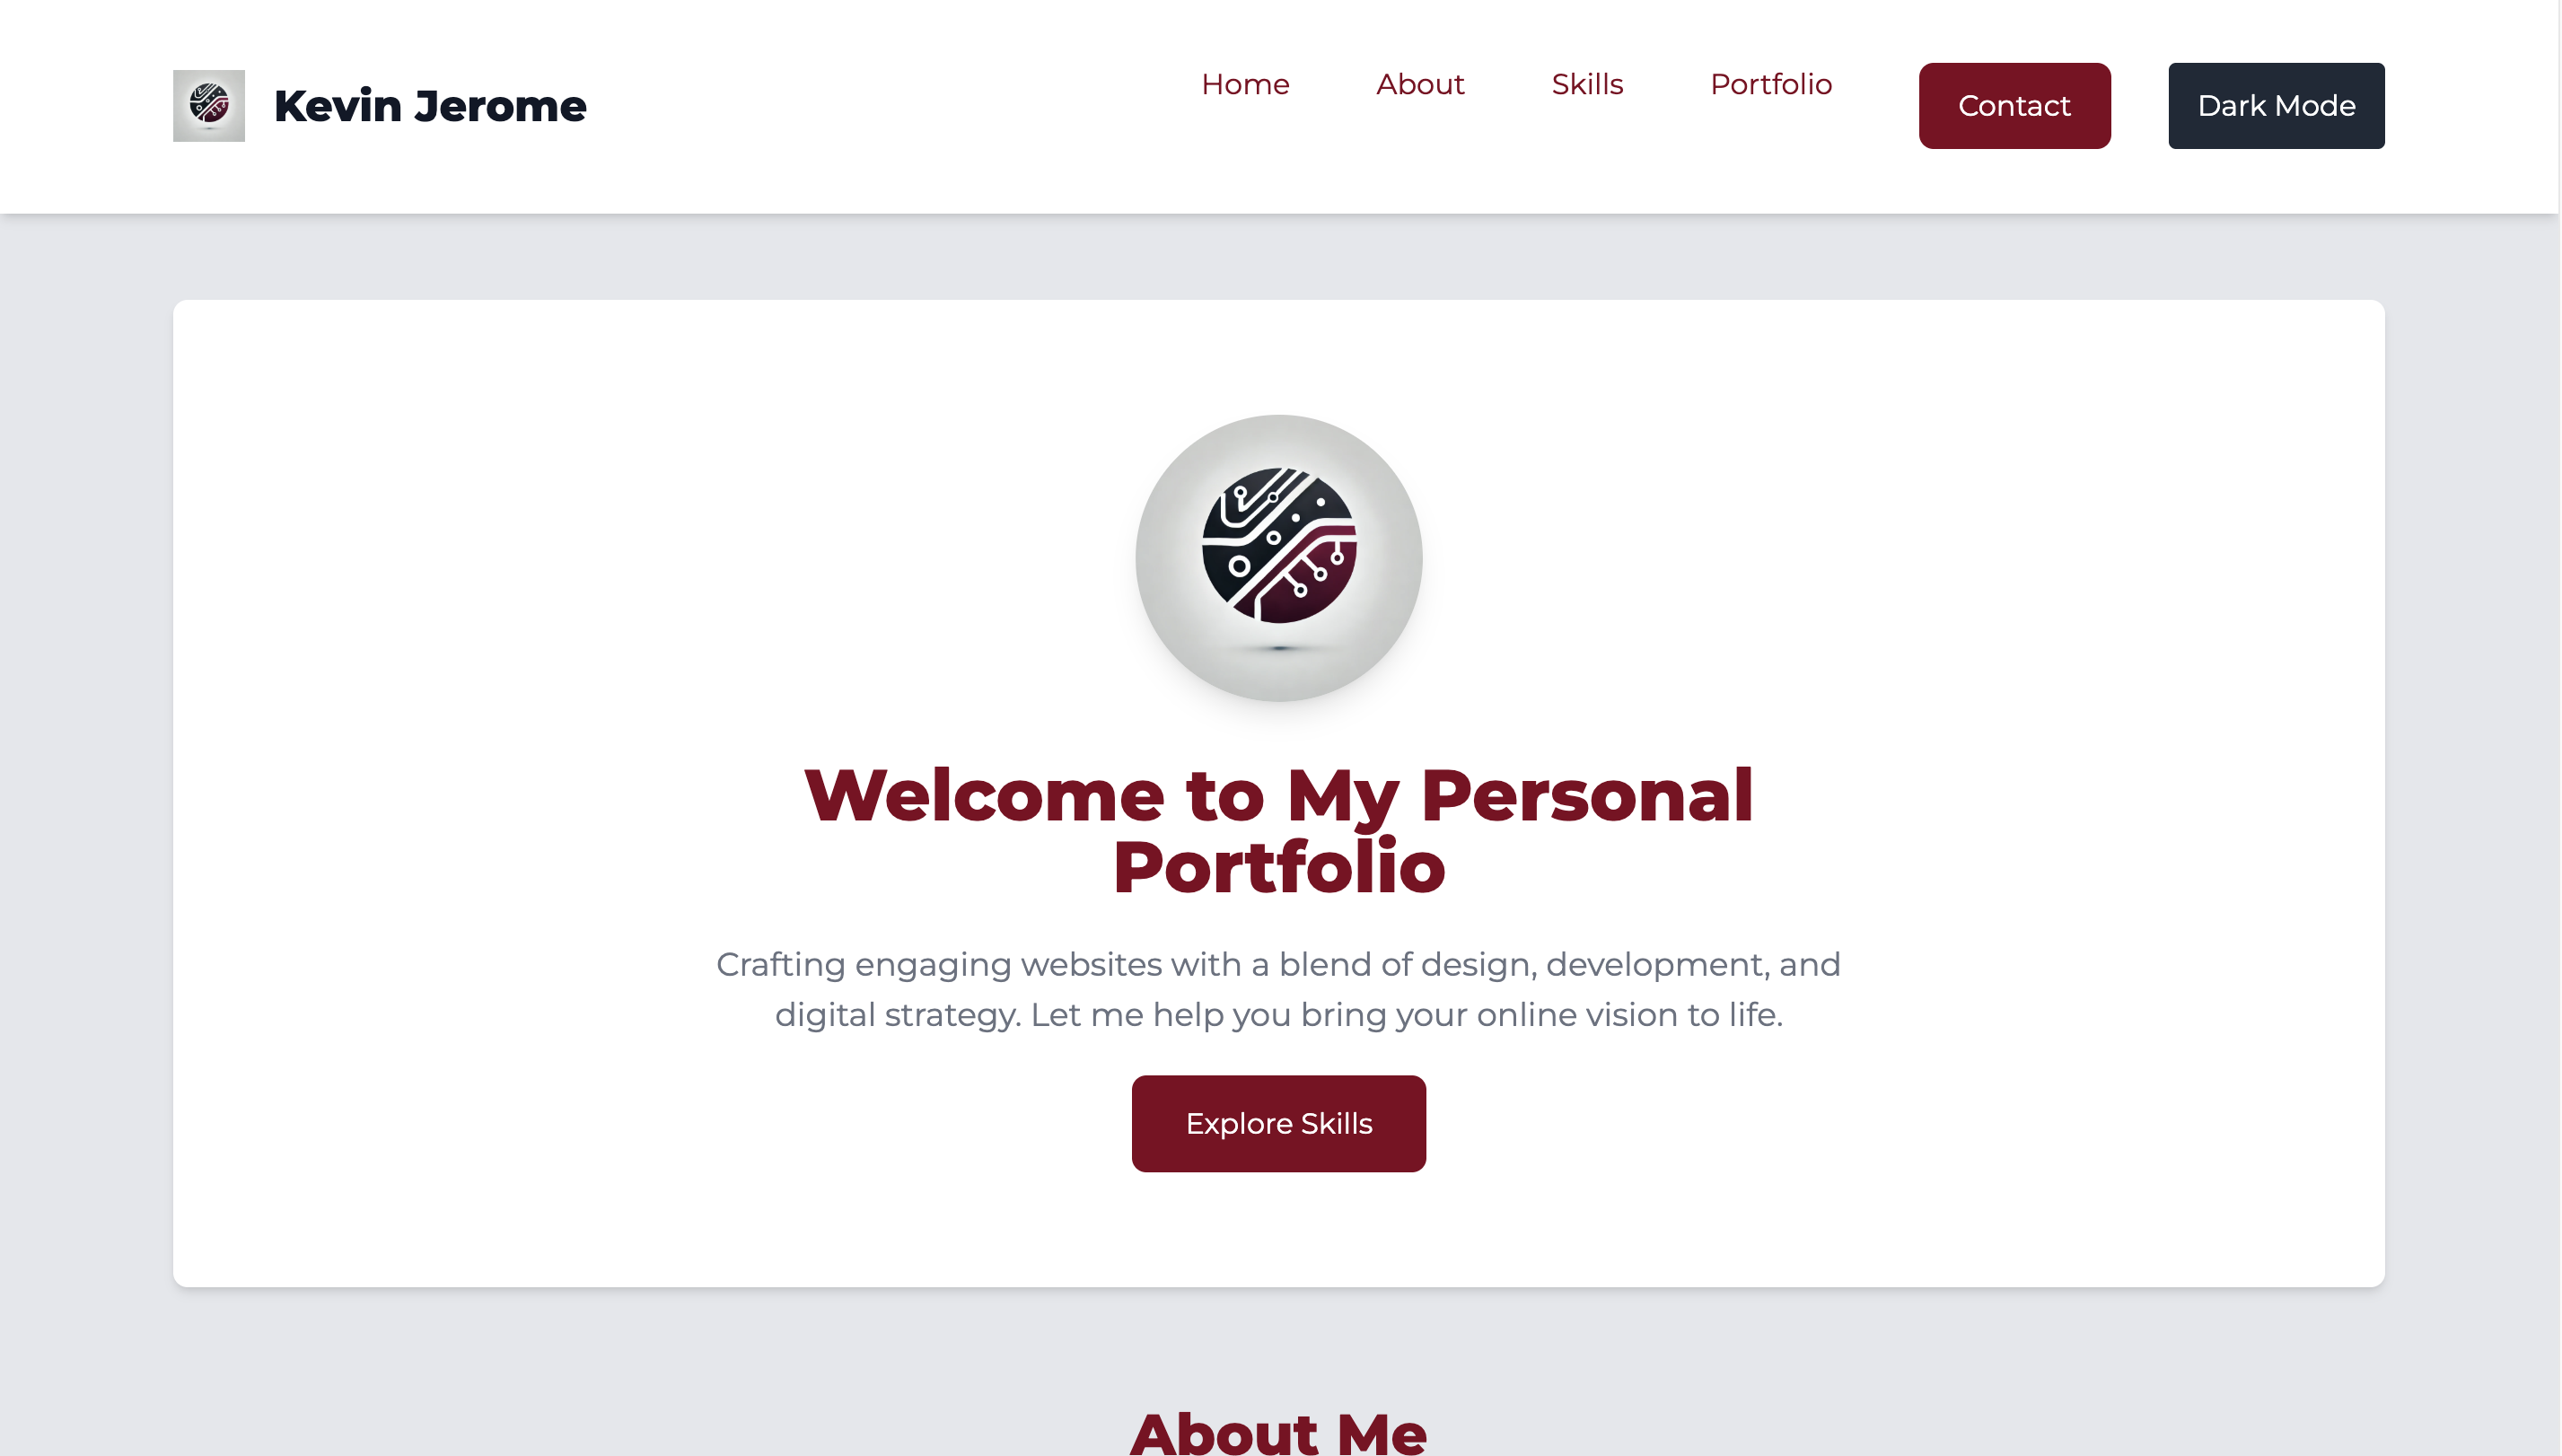 Kevin Jerome
Home
About
Skills
Portfolio
Contact
Dark Mode
Welcome to My Personal
Portfolio
Crafting engaging websites with a blend of design, development, and
digital strategy. Let me help you bring your online vision to life.
Explore Skills
About Me